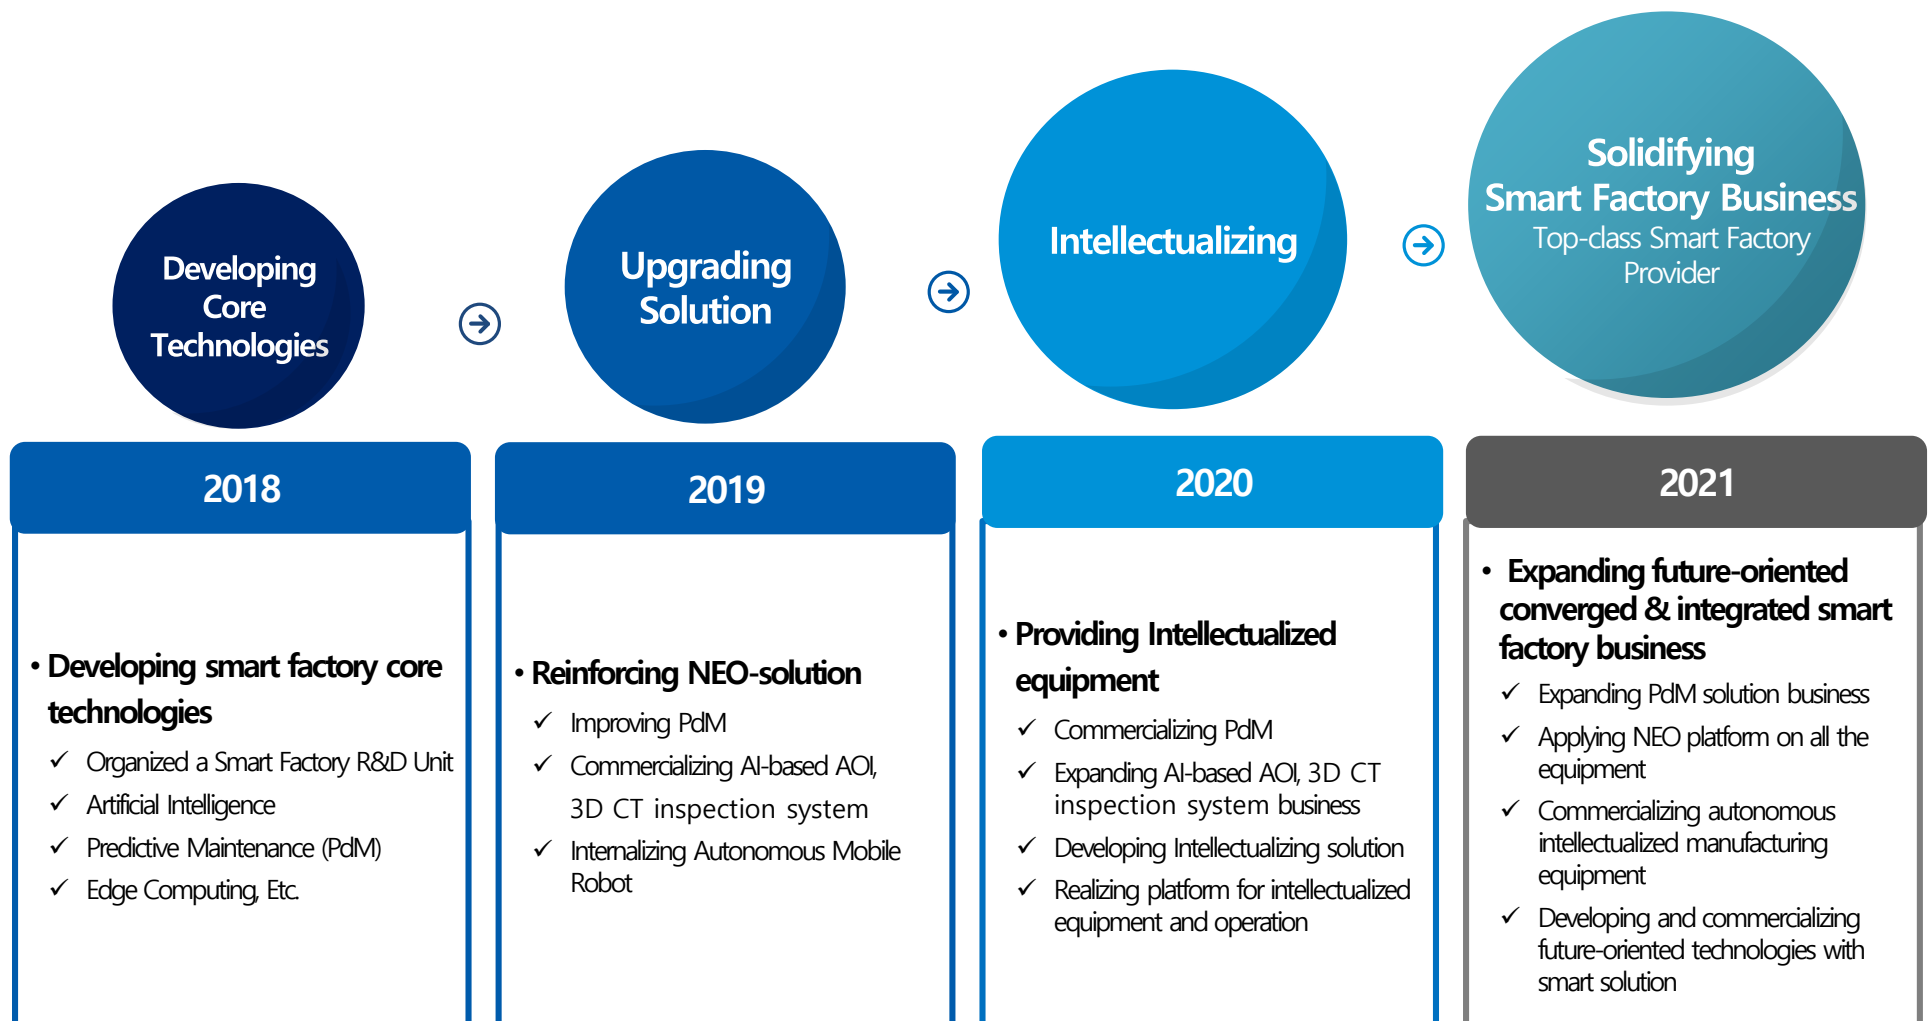 Developing
Core
Technologies
Upgrading
Solution
Intellectualizing
Solidifying
Smart Factory Business
Top-class Smart Factory
Provider
2018
• Developing smart factory core
technologies
✓ Organized a Smart Factory R&D Unit
✓ Artificial Intelligence
✓ Predictive Maintenance (PdM)
✓ Edge Computing, Etc.
2019
• Reinforcing NEO-solution
✓ Improving PdM
✓ Commercializing AI-based AOI,
3D CT inspection system
✓ Internalizing Autonomous Mobile
Robot
2020
• Providing Intellectualized
equipment
✓ Commercializing PdM
✓ Expanding AI-based AOI, 3D CT
inspection system business
✓ Developing Intellectualizing solution
✓ Realizing platform for intellectualized
equipment and operation
2021
• Expanding future-oriented
converged & integrated smart
factory business
✓ Expanding PdM solution business
✓ Applying NEO platform on all the
equipment
✓ Commercializing autonomous
intellectualized manufacturing
equipment
✓ Developing and commercializing
future-oriented technologies with
smart solution